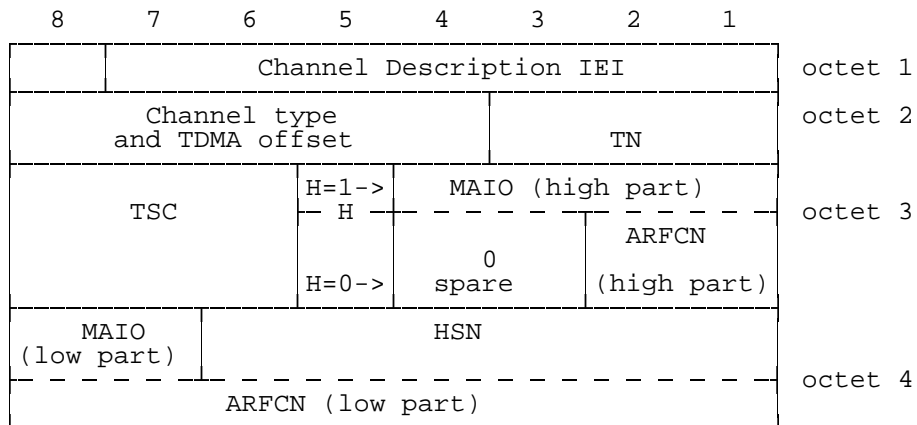 8 7 6 5 4 3 2 1
Channel Description IEI octet 1
Channel type octet 2
and TDMA offset TN
H=1-> MAIO (high part)
TSC H octet 3
ARFCN
0
H=0-> spare (high part)
MAIO HSN
(low part)
octet 4
ARFCN (low part)